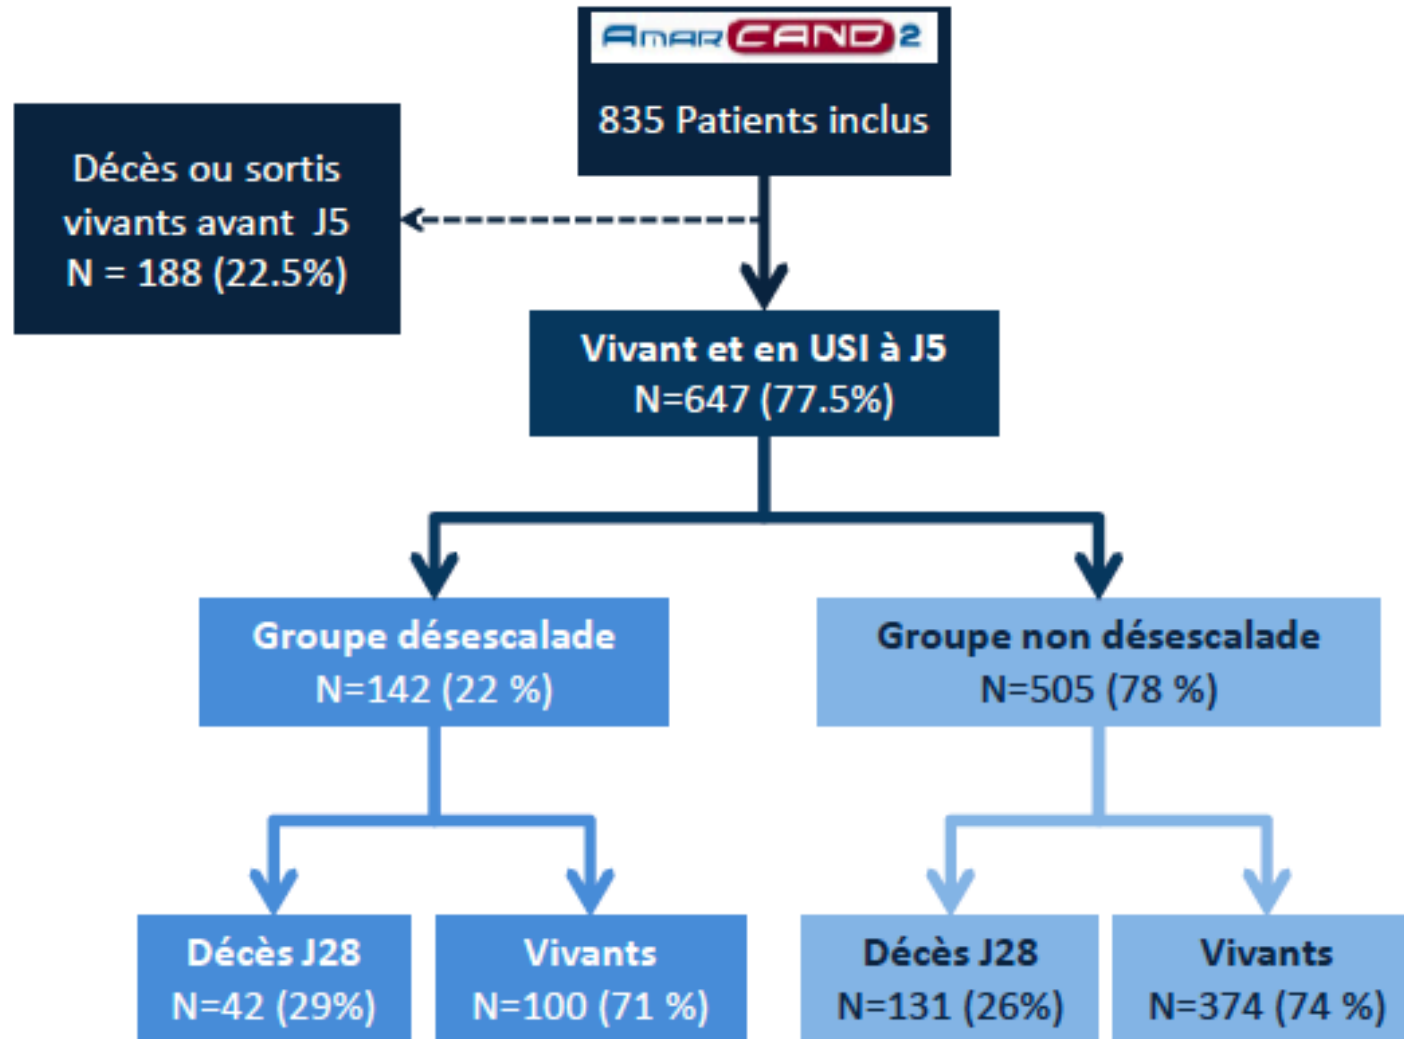 AMARCAND2
835 Patients inclus
Décès ou sortis
vivants avant J5
N = 188 (22.5%)
Vivant et en USI à J5
N=647 (77.5%)
Groupe désescalade
N=142 (22 %)
Groupe non désescalade
N=505 (78 %)
Décès J28
N=42 (29%)
Vivants
N=100 (71 %)
Décès J28
N=131 (26%)
Vivants
N=374 (74 %)